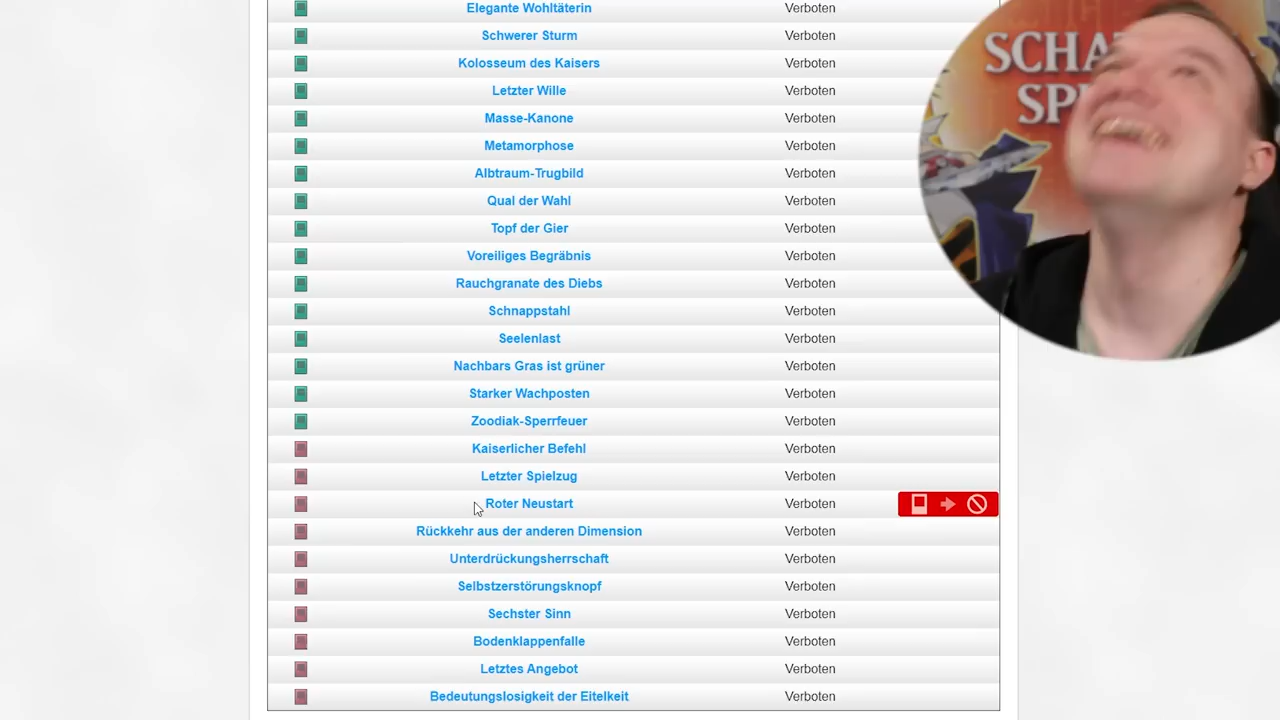 Elegante Wohltäterin Verboten
Schwerer Sturm Verboten
Kolosseum des Kaisers Verboten
Letzter Wille Verboten
Masse-Kanone Verboten
Metamorphose Verboten
Albtraum-Trugbild Verboten
Qual der Wahl Verboten
Topf der Gier Verboten
Voreiliges Begräbnis Verboten
Rauchgranate des Diebs Verboten
Schnappstahl Verboten
Seelenlast Verboten
Nachbars Gras ist grüner Verboten
Starker Wachposten Verboten
Zoodiak-Sperrfeuer Verboten
Kaiserlicher Befehl Verboten
Letzter Spielzug Verboten
Roter Neustart Verboten
Rückkehr aus der anderen Dimension Verboten
Unterdrückungsherrschaft Verboten
Selbstzerstörungsknopf Verboten
Sechster Sinn Verboten
Bodenklappenfalle Verboten
Letztes Angebot Verboten
Bedeutungslosigkeit der Eitelkeit Verboten